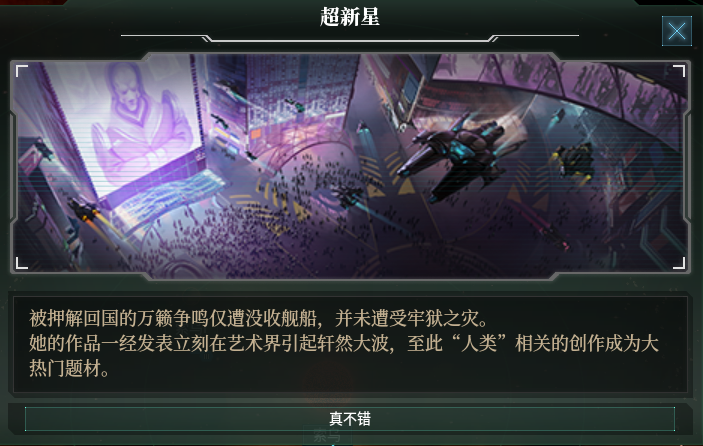 超新星
被押解回国的万籁争鸣仅遭没收舰船，并未遭受牢狱之灾。
她的作品一经发表立刻在艺术界引起轩然大波，至此“人类”相关的创作成为大
热门题材。
真不错